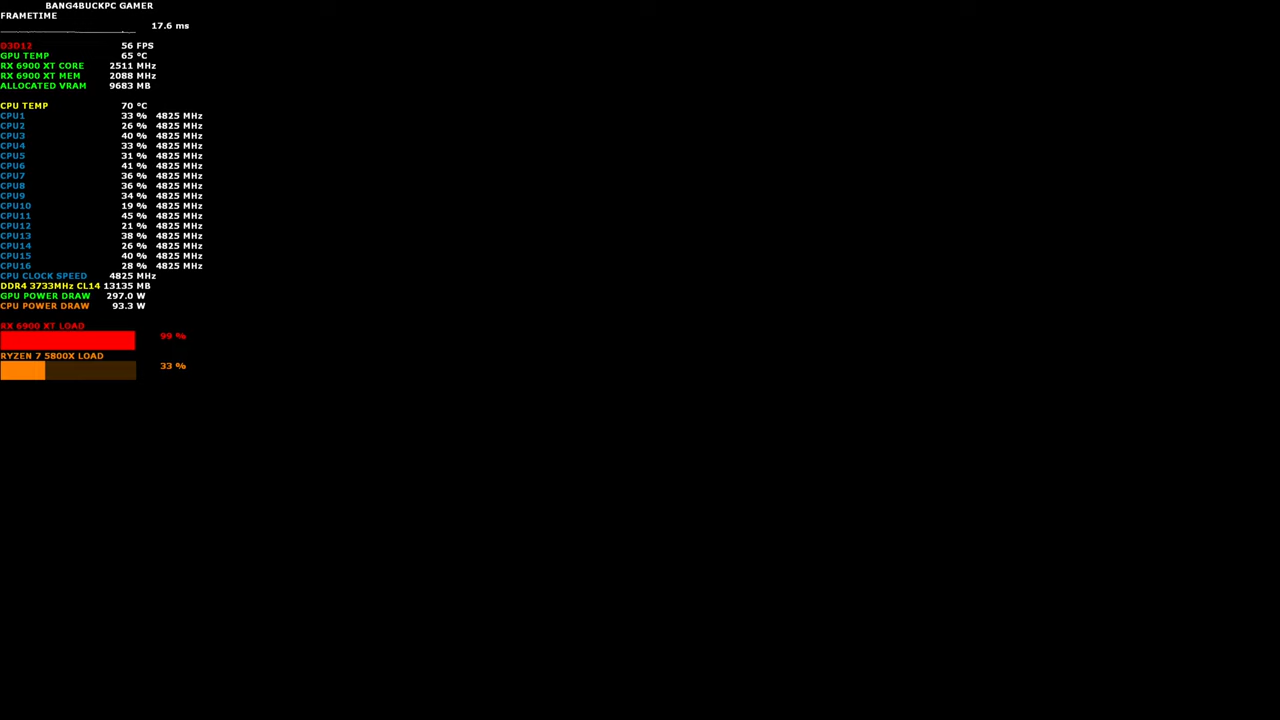 BANG4BUCKPC GAMER
FRAMETIME
17.6 ms
D3D12 56 FPS
GPU TEMP 65 °C
RX 6900 XT CORE 2511 MHz
RX 6900 XT MEM 2088 MHz
ALLOCATED VRAM 9683 MB
CPU TEMP 70 °C
CPU1 33 % 4825 MHz
CPU2 26 % 4825 MHz
CPU3 40 % 4825 MHz
CPU4 33 % 4825 MHz
CPU5 31 % 4825 MHz
CPU6 41 % 4825 MHz
CPU7 36 % 4825 MHz
CPU8 36 % 4825 MHz
CPU9 34 % 4825 MHz
CPU10 19 % 4825 MHz
CPU11 45 % 4825 MHz
CPU12 21 % 4825 MHz
CPU13 38 % 4825 MHz
CPU14 26 % 4825 MHz
CPU15 40 % 4825 MHz
CPU16 28 % 4825 MHz
CPU CLOCK SPEED 4825 MHz
DDR4 3733MHz CL14 13135 MB
GPU POWER DRAW 297.0 W
CPU POWER DRAW 93.3 W
RX 6900 XT LOAD
99 %
RYZEN 7 5800X LOAD
33 %